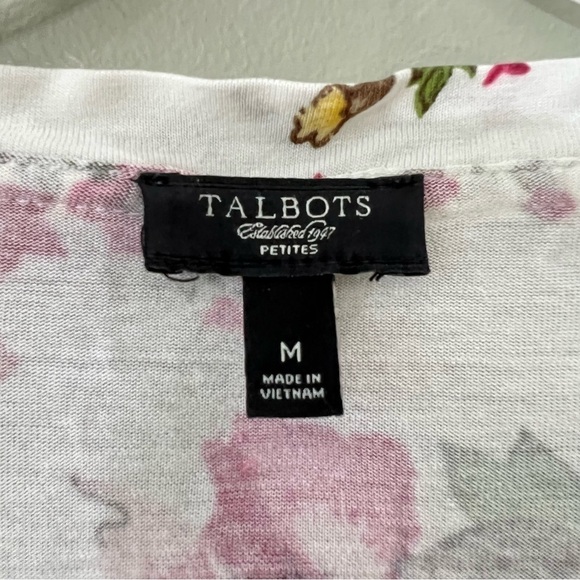 TALBOTS
Established 1947
PETITES
M
MADE IN
VIETNAM